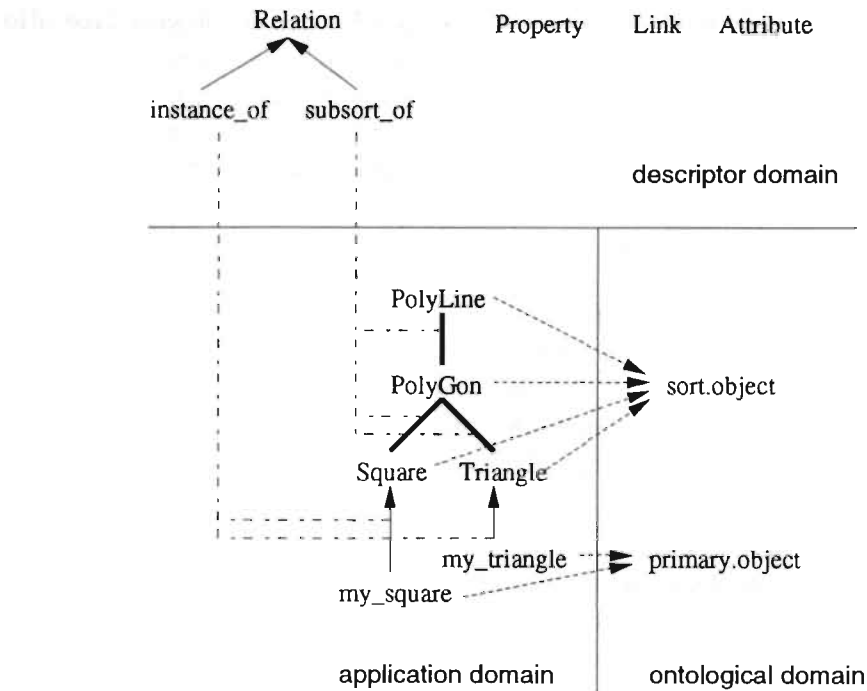 Relation Property Link Attribute
instance_of subsort_of
descriptor domain
PolyLine
PolyGon sort.object
Square Triangle
my_triangle primary.object
my_square
application domain ontological domain